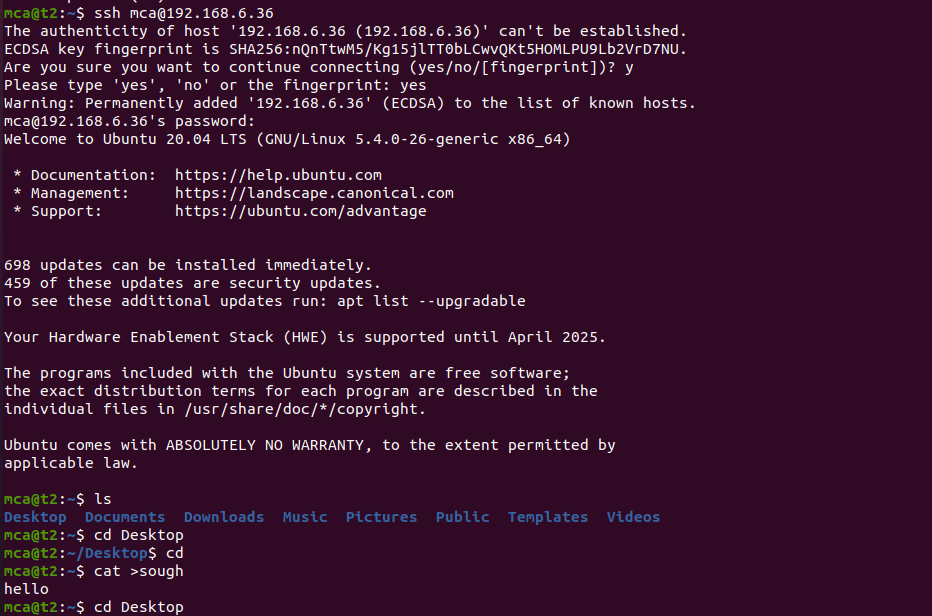 mca@t2:~$ ssh mca@192.168.6.36
The authenticity of host '192.168.6.36 (192.168.6.36)' can't be established.
ECDSA key fingerprint is SHA256:nQnTtwM5/Kg15jlTT0bLCwvQKt5HOMLPU9Lb2VrD7NU.
Are you sure you want to continue connecting (yes/no/[fingerprint])? y
Please type 'yes', 'no' or the fingerprint: yes
Warning: Permanently added '192.168.6.36' (ECDSA) to the list of known hosts.
mca@192.168.6.36's password:
Welcome to Ubuntu 20.04 LTS (GNU/Linux 5.4.0-26-generic x86_64)
* Documentation: https://help.ubuntu.com
* Management: https://landscape.canonical.com
* Support: https://ubuntu.com/advantage
698 updates can be installed immediately.
459 of these updates are security updates.
To see these additional updates run: apt list --upgradable
Your Hardware Enablement Stack (HWE) is supported until April 2025.
The programs included with the Ubuntu system are free software;
the exact distribution terms for each program are described in the
individual files in /usr/share/doc/*/copyright.
Ubuntu comes with ABSOLUTELY NO WARRANTY, to the extent permitted by
applicable law.
mca@t2:~$ ls
Desktop Documents Downloads Music Pictures Public Templates Videos
mca@t2:~$ cd Desktop
mca@t2:~/Desktop$ cd
mca@t2:~$ cat >sough
hello
mca@t2:~$ cd Desktop